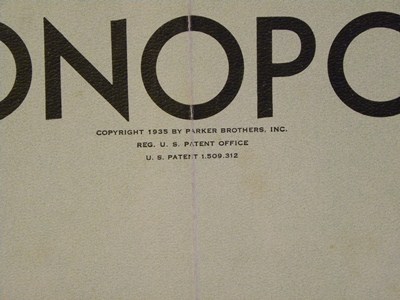 ONOPO
COPYRIGHT 1935 BY PARKER BROTHERS, INC.
REG. U. S. PATENT OFFICE
U. S. PATENT 1,509,312